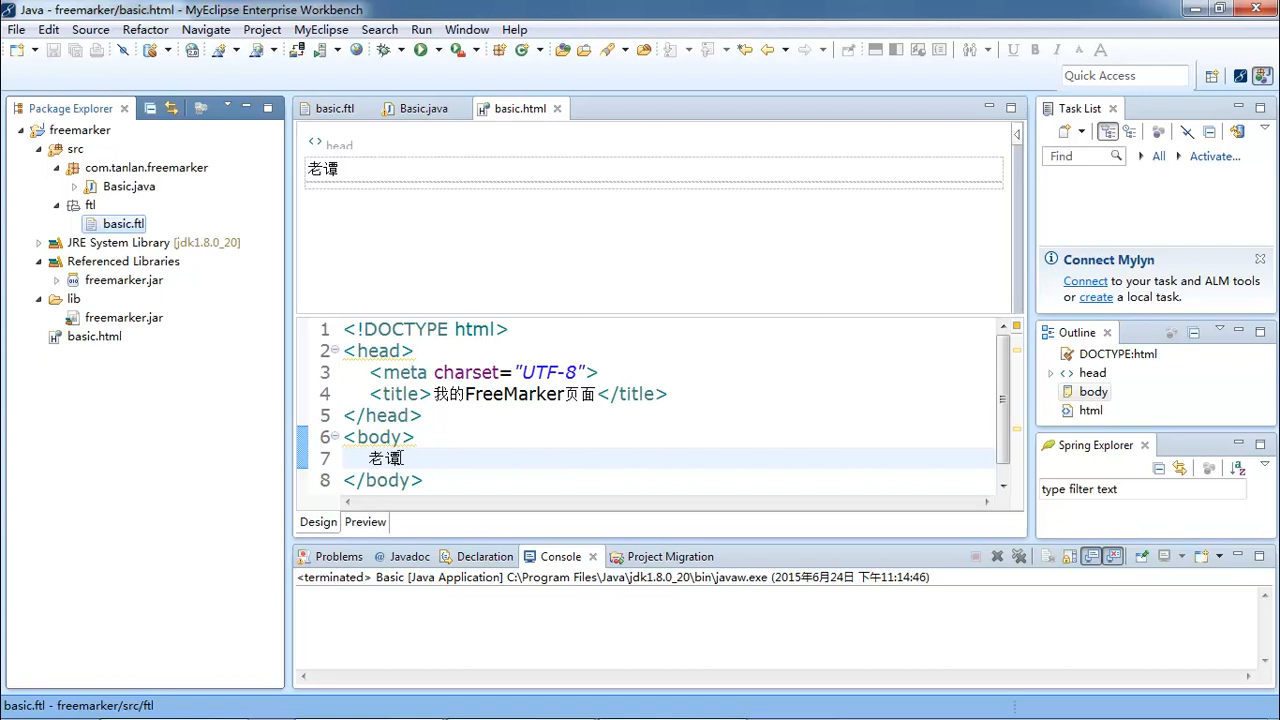 Java - freemarker/basic.html - MyEclipse Enterprise Workbench
File Edit Source Refactor Navigate Project MyEclipse Search Run Window Help
Quick Access
Package Explorer
freemarker
src
com.tanlan.freemarker
Basic.java
ftl
basic.ftl
JRE System Library [jdk1.8.0_20]
Referenced Libraries
freemarker.jar
lib
freemarker.jar
basic.html
basic.ftl Basic.java basic.html
head
老谭
1 <!DOCTYPE html>
2 <head>
3 <meta charset="UTF-8">
4 <title>我的FreeMarker页面</title>
5 </head>
6 <body>
7 老谭
8 </body>
Design Preview
Problems @ Javadoc Declaration Console Project Migration
<terminated> Basic [Java Application] C:\Program Files\Java\jdk1.8.0_20\bin\javaw.exe (2015年6月24日 下午11:14:46)
Task List
Find All Activate...
Connect Mylyn
Connect to your task and ALM tools
or create a local task.
Outline
DOCTYPE:html
head
body
html
Spring Explorer
type filter text
basic.ftl - freemarker/src/ftl